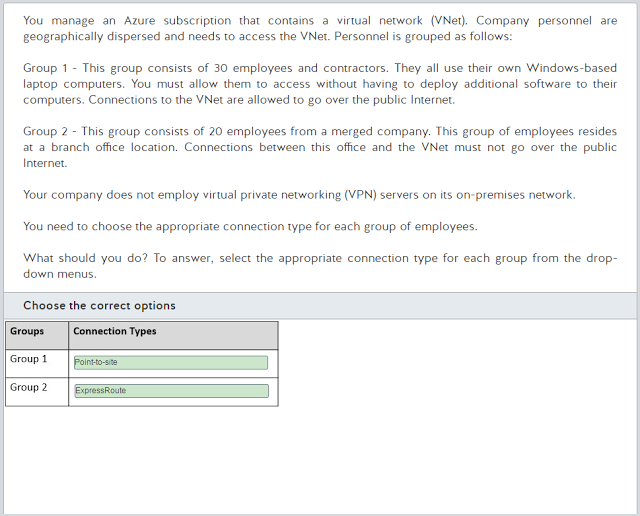 You manage an Azure subscription that contains a virtual network (VNet). Company personnel are
geographically dispersed and needs to access the VNet. Personnel is grouped as follows:
Group 1 - This group consists of 30 employees and contractors. They all use their own Windows-based
laptop computers. You must allow them to access without having to deploy additional software to their
computers. Connections to the VNet are allowed to go over the public Internet.
Group 2 - This group consists of 20 employees from a merged company. This group of employees resides
at a branch office location. Connections between this office and the VNet must not go over the public
Internet.
Your company does not employ virtual private networking (VPN) servers on its on-premises network.
You need to choose the appropriate connection type for each group of employees.
What should you do? To answer, select the appropriate connection type for each group from the drop-
down menus.
Choose the correct options
Groups Connection Types
Group 1 Point-to-site
Group 2 ExpressRoute